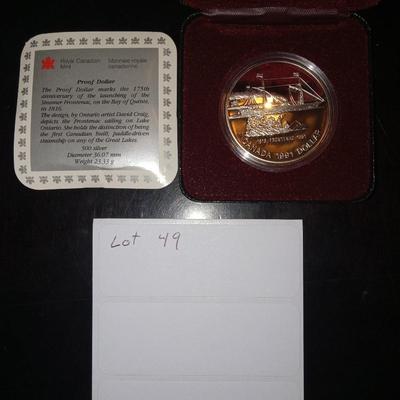 Royal Canadian Mint
Monnaie royale canadienne
Proof Dollar
The Proof Dollar marks the 175th
anniversary of the launching of the
Steamer Frontenac, on the Bay of Quinte,
in 1816.
The design, by Ontario artist David Craig,
depicts the Frontenac sailing on Lake
Ontario. She holds the distinction of being
the first Canadian built, paddle-driven
steamship on any of the Great Lakes.
500 silver
Diameter 36.07 mm
Weight 23.33 g
1816 FRONTENAC 1991
CANADA 1991 DOLLAR
Lot 49